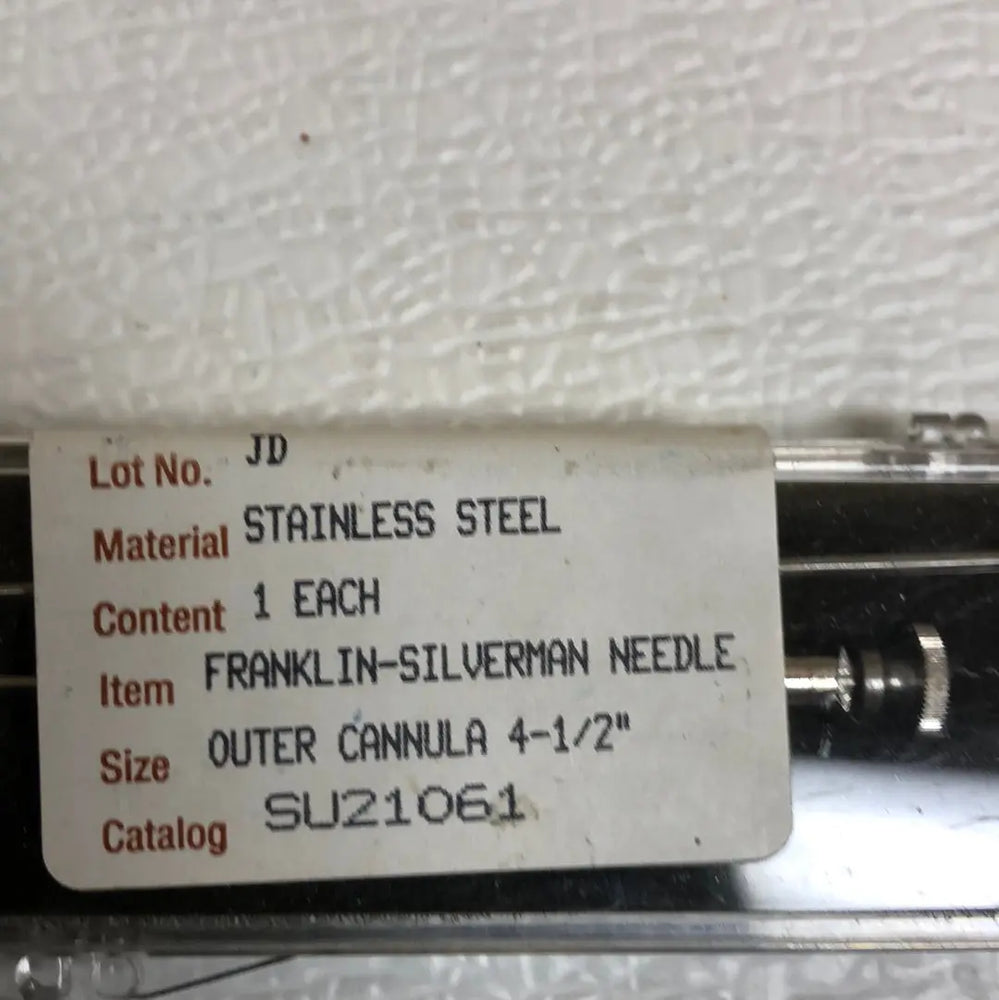 Lot No. JD
Material STAINLESS STEEL
Content 1 EACH
Item FRANKLIN-SILVERMAN NEEDLE
Size OUTER CANNULA 4-1/2"
Catalog SU21061